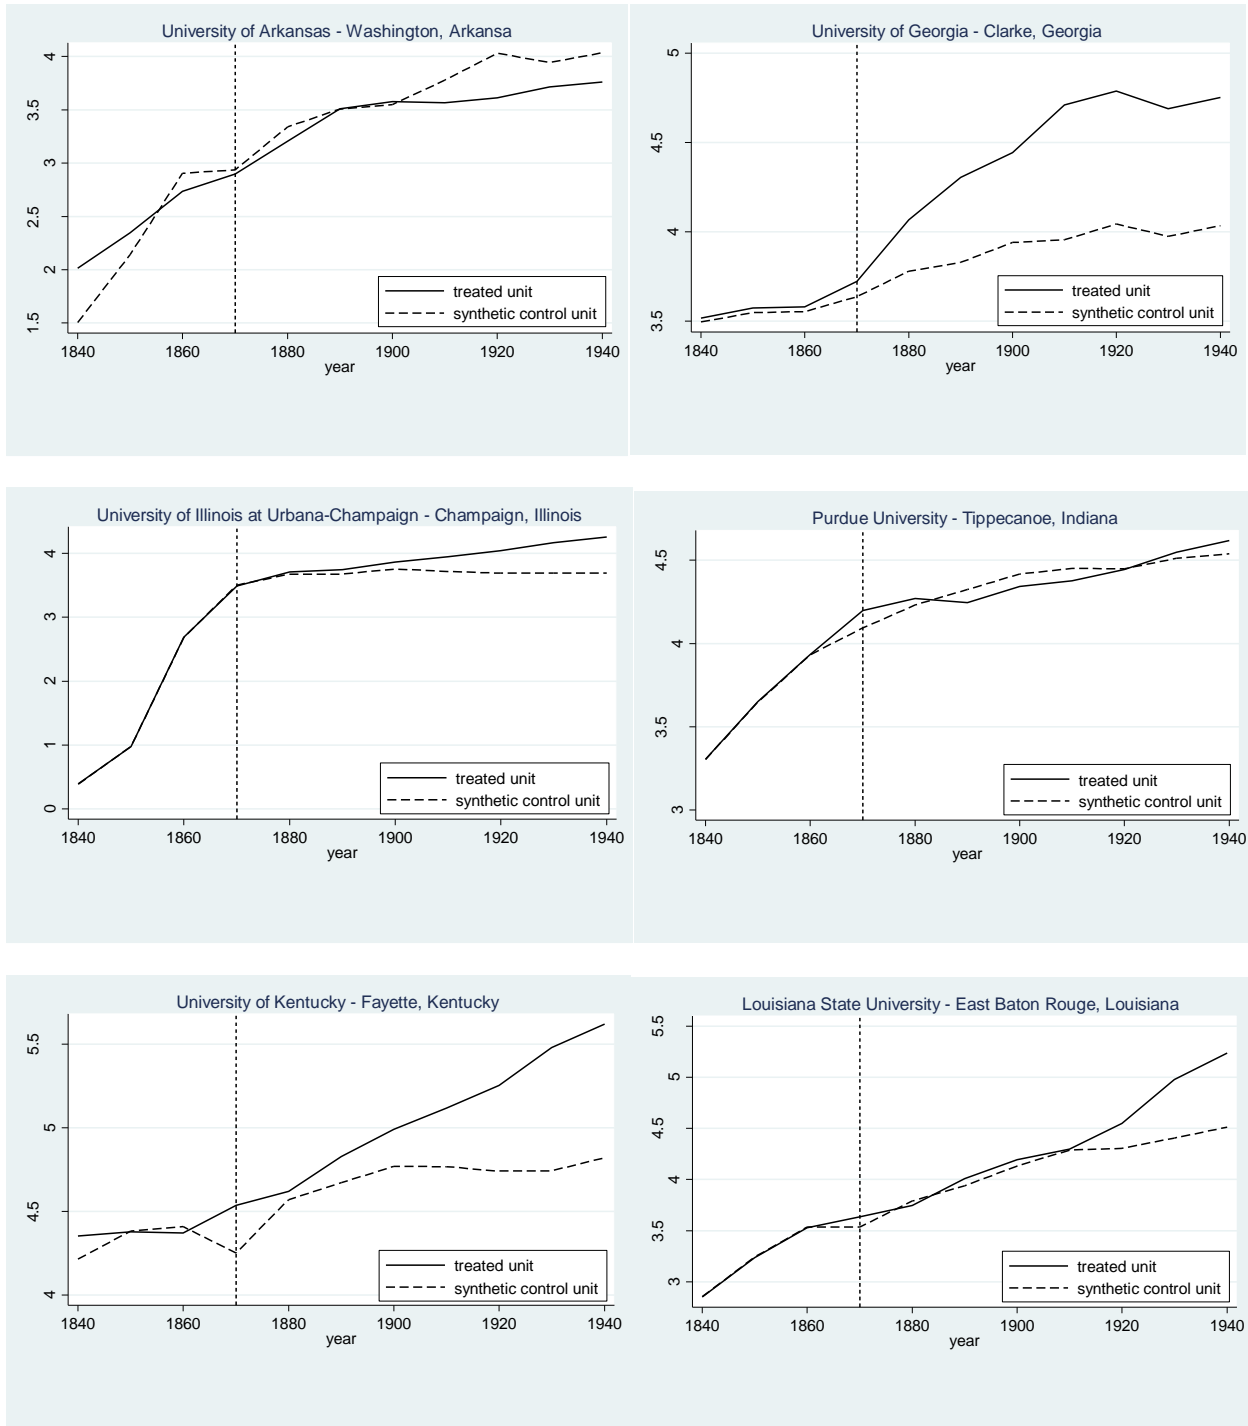 University of Arkansas - Washington, Arkansa
4
3.5
3
2.5
2
1.5
treated unit
synthetic control unit
1840 1860 1880 1900 1920 1940
year
University of Georgia - Clarke, Georgia
5
4.5
4
3.5
treated unit
synthetic control unit
1840 1860 1880 1900 1920 1940
year
University of Illinois at Urbana-Champaign - Champaign, Illinois
4
3
2
1
0
treated unit
synthetic control unit
1840 1860 1880 1900 1920 1940
year
Purdue University - Tippecanoe, Indiana
4.5
4
3.5
3
treated unit
synthetic control unit
1840 1860 1880 1900 1920 1940
year
University of Kentucky - Fayette, Kentucky
5.5
5
4.5
4
treated unit
synthetic control unit
1840 1860 1880 1900 1920 1940
year
Louisiana State University - East Baton Rouge, Louisiana
5.5
5
4.5
4
3.5
3
treated unit
synthetic control unit
1840 1860 1880 1900 1920 1940
year